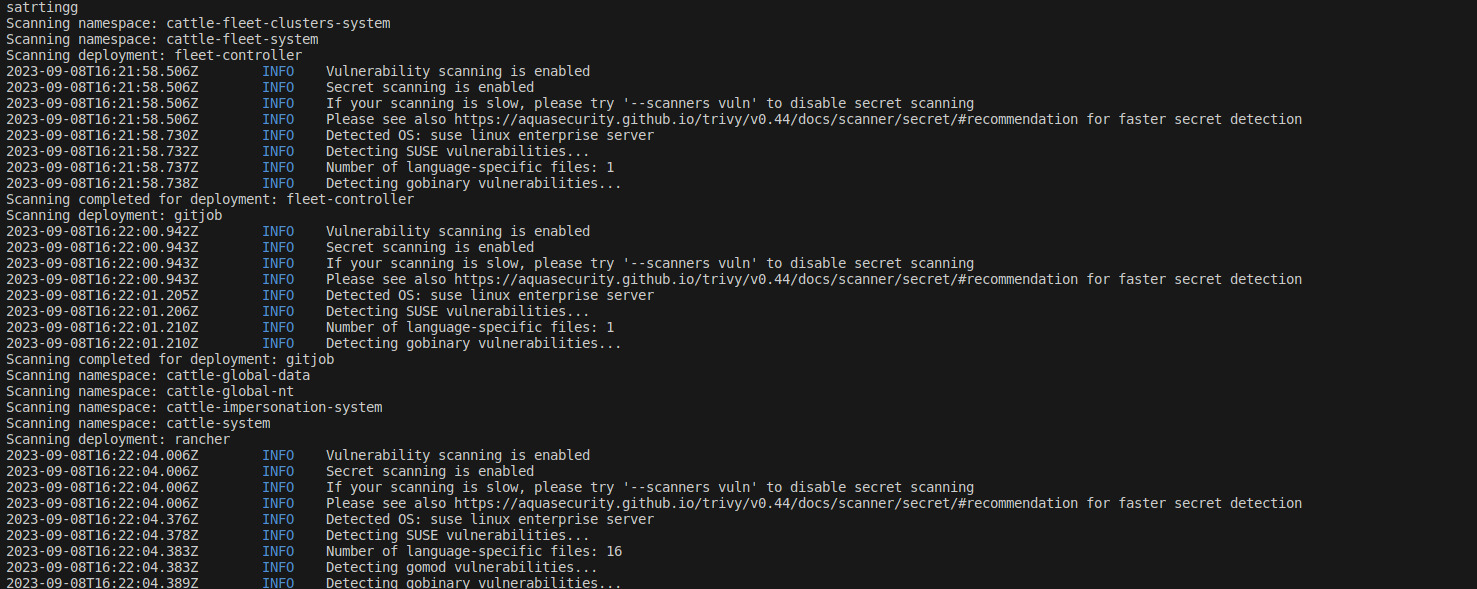 satrtingg
Scanning namespace: cattle-fleet-clusters-system
Scanning namespace: cattle-fleet-system
Scanning deployment: fleet-controller
2023-09-08T16:21:58.506Z INFO Vulnerability scanning is enabled
2023-09-08T16:21:58.506Z INFO Secret scanning is enabled
2023-09-08T16:21:58.506Z INFO If your scanning is slow, please try '--scanners vuln' to disable secret scanning
2023-09-08T16:21:58.506Z INFO Please see also https://aquasecurity.github.io/trivy/v0.44/docs/scanner/secret/#recommendation for faster secret detection
2023-09-08T16:21:58.730Z INFO Detected OS: suse linux enterprise server
2023-09-08T16:21:58.732Z INFO Detecting SUSE vulnerabilities...
2023-09-08T16:21:58.737Z INFO Number of language-specific files: 1
2023-09-08T16:21:58.738Z INFO Detecting gobinary vulnerabilities...
Scanning completed for deployment: fleet-controller
Scanning deployment: gitjob
2023-09-08T16:22:00.942Z INFO Vulnerability scanning is enabled
2023-09-08T16:22:00.943Z INFO Secret scanning is enabled
2023-09-08T16:22:00.943Z INFO If your scanning is slow, please try '--scanners vuln' to disable secret scanning
2023-09-08T16:22:00.943Z INFO Please see also https://aquasecurity.github.io/trivy/v0.44/docs/scanner/secret/#recommendation for faster secret detection
2023-09-08T16:22:01.205Z INFO Detected OS: suse linux enterprise server
2023-09-08T16:22:01.206Z INFO Detecting SUSE vulnerabilities...
2023-09-08T16:22:01.210Z INFO Number of language-specific files: 1
2023-09-08T16:22:01.210Z INFO Detecting gobinary vulnerabilities...
Scanning completed for deployment: gitjob
Scanning namespace: cattle-global-data
Scanning namespace: cattle-global-nt
Scanning namespace: cattle-impersonation-system
Scanning namespace: cattle-system
Scanning deployment: rancher
2023-09-08T16:22:04.006Z INFO Vulnerability scanning is enabled
2023-09-08T16:22:04.006Z INFO Secret scanning is enabled
2023-09-08T16:22:04.006Z INFO If your scanning is slow, please try '--scanners vuln' to disable secret scanning
2023-09-08T16:22:04.006Z INFO Please see also https://aquasecurity.github.io/trivy/v0.44/docs/scanner/secret/#recommendation for faster secret detection
2023-09-08T16:22:04.376Z INFO Detected OS: suse linux enterprise server
2023-09-08T16:22:04.378Z INFO Detecting SUSE vulnerabilities...
2023-09-08T16:22:04.383Z INFO Number of language-specific files: 16
2023-09-08T16:22:04.383Z INFO Detecting gomod vulnerabilities...
2023-09-08T16:22:04.389Z INFO Detecting gobinary vulnerabilities...